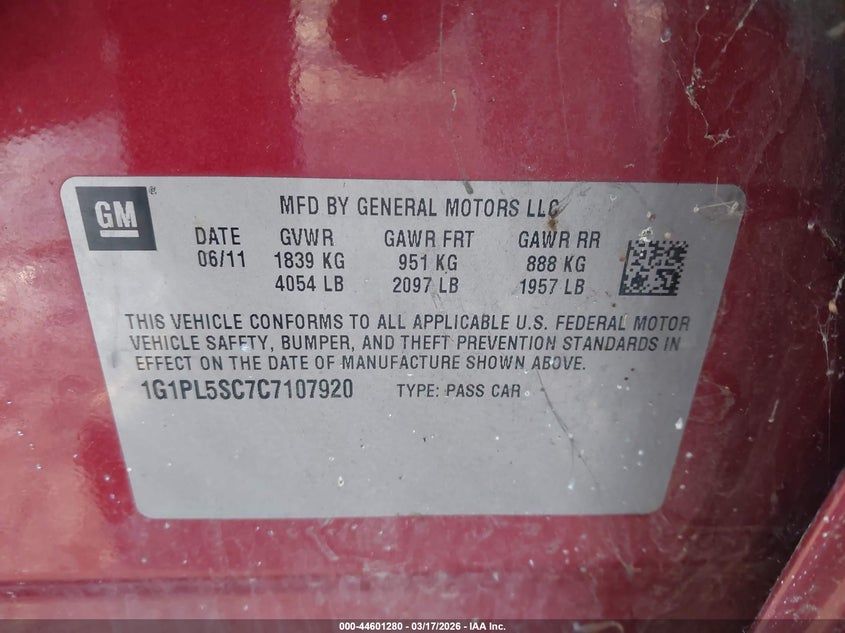 GM ®
MFD BY GENERAL MOTORS LLC
DATE GVWR GAWR FRT GAWR RR
06/11 1839 KG 951 KG 888 KG
4054 LB 2097 LB 1957 LB
THIS VEHICLE CONFORMS TO ALL APPLICABLE U.S. FEDERAL MOTOR
VEHICLE SAFETY, BUMPER, AND THEFT PREVENTION STANDARDS IN
EFFECT ON THE DATE OF MANUFACTURE SHOWN ABOVE.
1G1PL5SC7C7107920 TYPE: PASS CAR
000-44601280 - 03/17/2026 - IAA Inc.